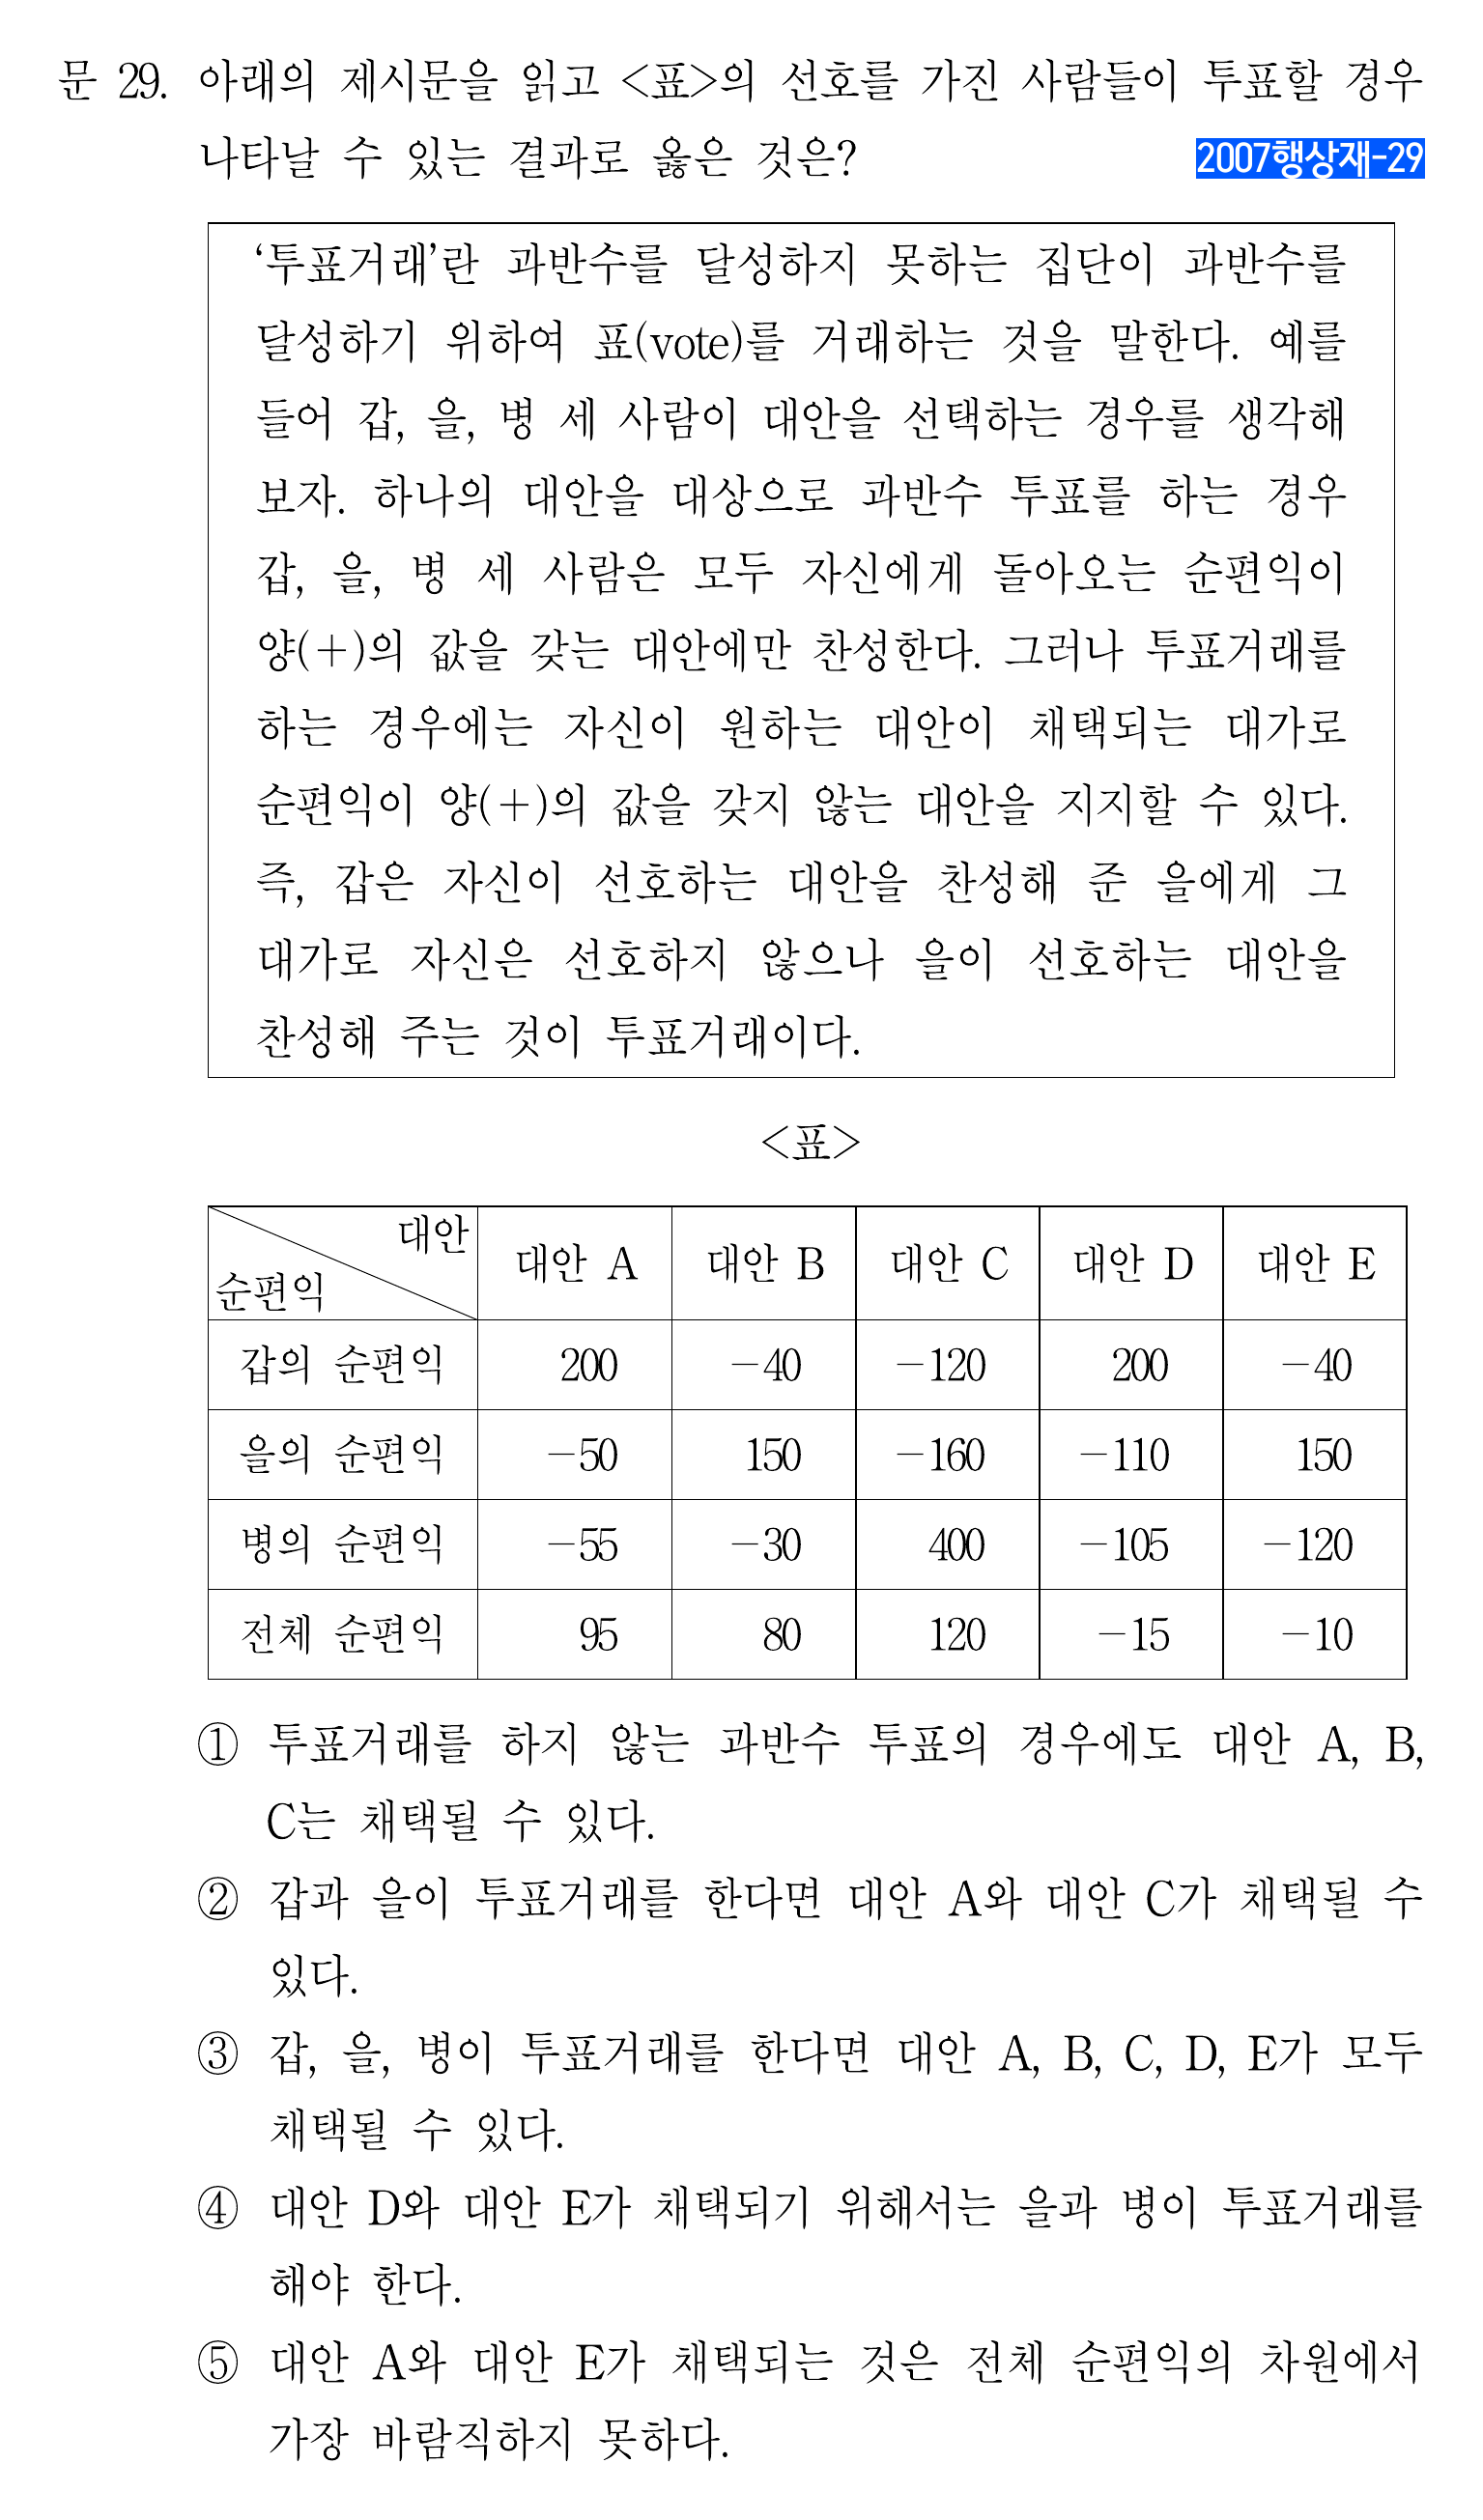 문 29. 아래의 제시문을 읽고 <표>의 선호를 가진 사람들이 투표할 경우
나타날 수 있는 결과로 옳은 것은?
2007행상재-29
‘투표거래’란 과반수를 달성하지 못하는 집단이 과반수를
달성하기 위하여 표(vote)를 거래하는 것을 말한다. 예를
들어 갑, 을, 병 세 사람이 대안을 선택하는 경우를 생각해
보자. 하나의 대안을 대상으로 과반수 투표를 하는 경우
갑, 을, 병 세 사람은 모두 자신에게 돌아오는 순편익이
양(+)의 값을 갖는 대안에만 찬성한다. 그러나 투표거래를
하는 경우에는 자신이 원하는 대안이 채택되는 대가로
순편익이 양(+)의 값을 갖지 않는 대안을 지지할 수 있다.
즉, 갑은 자신이 선호하는 대안을 찬성해 준 을에게 그
대가로 자신은 선호하지 않으나 을이 선호하는 대안을
찬성해 주는 것이 투표거래이다.
<표>
대안
순편익
대안 A 대안 B 대안 C 대안 D 대안 E
갑의 순편익 200 -40 -120 200 -40
을의 순편익 -50 150 -160 -110 150
병의 순편익 -55 -30 400 -105 -120
전체 순편익 95 80 120 -15 -10
① 투표거래를 하지 않는 과반수 투표의 경우에도 대안 A, B,
C는 채택될 수 있다.
② 갑과 을이 투표거래를 한다면 대안 A와 대안 C가 채택될 수
있다.
③ 갑, 을, 병이 투표거래를 한다면 대안 A, B, C, D, E가 모두
채택될 수 있다.
④ 대안 D와 대안 E가 채택되기 위해서는 을과 병이 투표거래를
해야 한다.
⑤ 대안 A와 대안 E가 채택되는 것은 전체 순편익의 차원에서
가장 바람직하지 못하다.